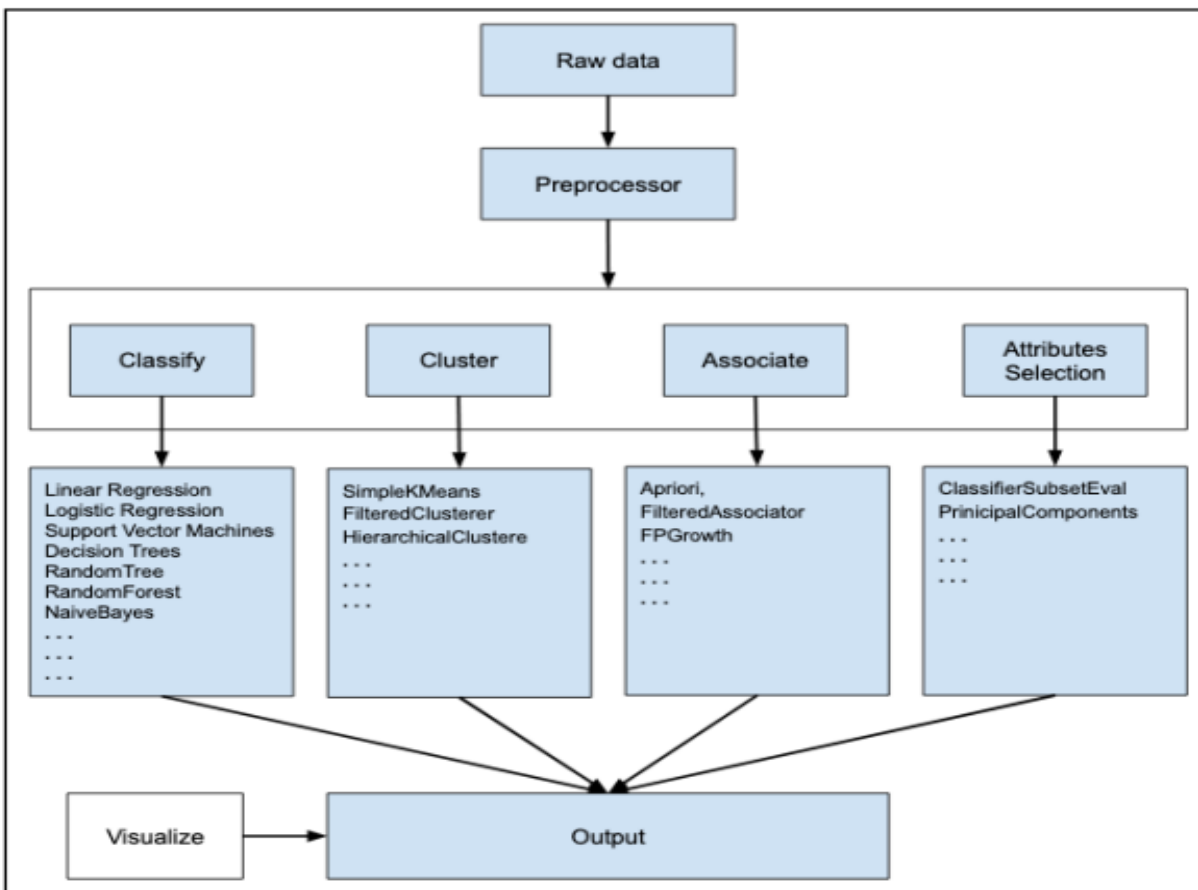 Raw data
Preprocessor
Classify
Cluster
Associate
Attributes
Selection
Linear Regression
Logistic Regression
Support Vector Machines
Decision Trees
RandomTree
RandomForest
NaiveBayes
. . .
. . .
. . .
SimpleKMeans
FilteredClusterer
HierarchicalClustere
. . .
. . .
. . .
Apriori,
FilteredAssociator
FPGrowth
. . .
. . .
. . .
ClassifierSubsetEval
PrinicipalComponents
. . .
. . .
. . .
Visualize
Output